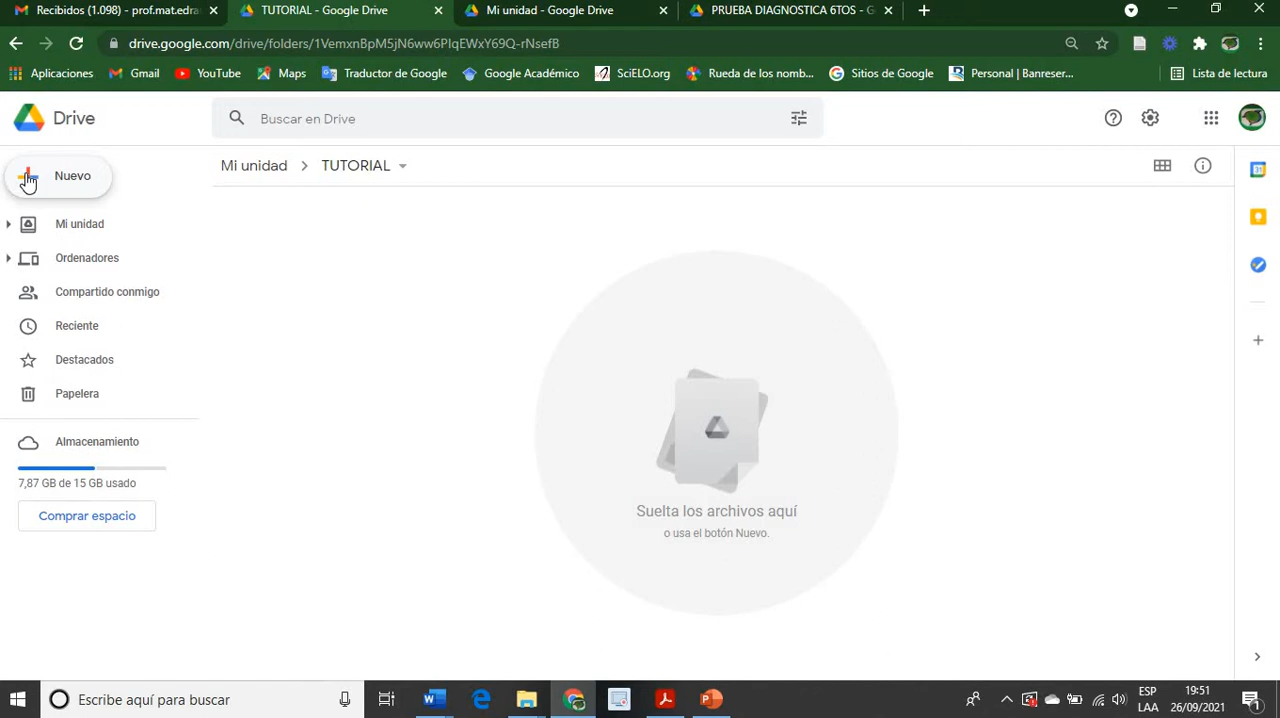 Recibidos (1.098) - prof.mat.edra
TUTORIAL - Google Drive
Mi unidad - Google Drive
PRUEBA DIAGNOSTICA 6TOS - G
drive.google.com/drive/folders/1VemxnBpM5jN6ww6PIqEWxY69Q-rNsefB
Aplicaciones
Gmail
YouTube
Maps
Traductor de Google
Google Académico
SciELO.org
Rueda de los nomb...
Sitios de Google
Personal | Banreser...
Lista de lectura
Drive
Buscar en Drive
Nuevo
Mi unidad
TUTORIAL
Mi unidad
Ordenadores
Compartido conmigo
Reciente
Destacados
Papelera
Almacenamiento
7,87 GB de 15 GB usado
Comprar espacio
31
Suelta los archivos aquí
o usa el botón Nuevo.
Escribe aquí para buscar
ESP
LAA
19:51
26/09/2021
1